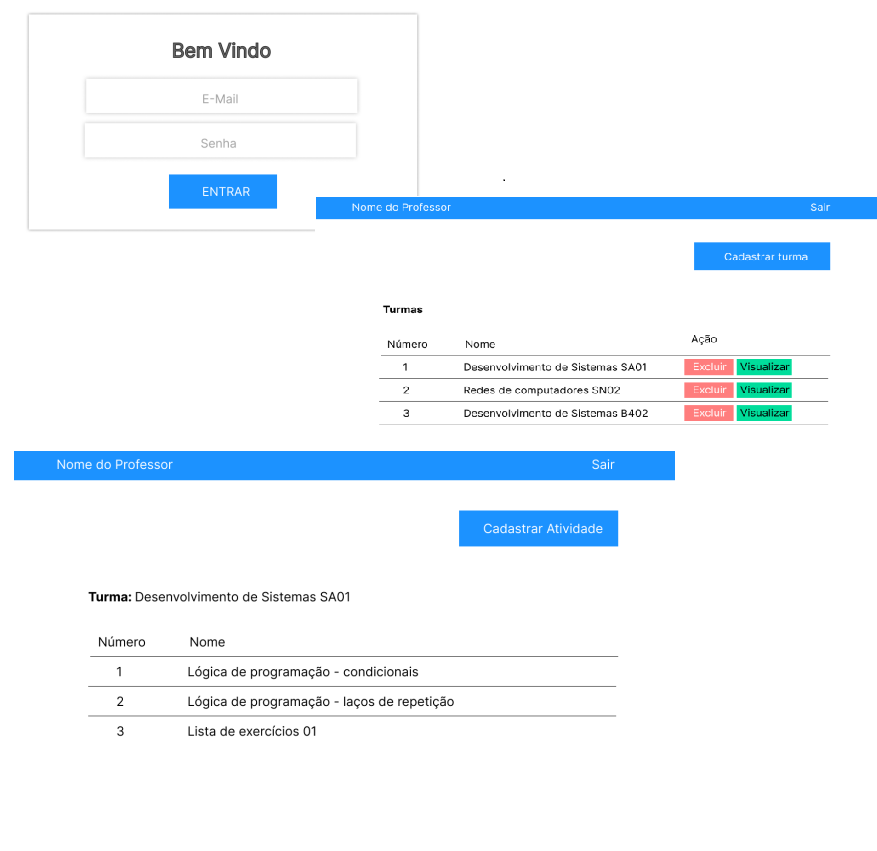 Bem Vindo
E-Mail
Senha
ENTRAR
Nome do Professor Sair
Cadastrar turma
Turmas
Número Nome Ação
1 Desenvolvimento de Sistemas SA01 Excluir Visualizar
2 Redes de computadores SN02 Excluir Visualizar
3 Desenvolvimento de Sistemas B402 Excluir Visualizar
Nome do Professor Sair
Cadastrar Atividade
Turma: Desenvolvimento de Sistemas SA01
Número Nome
1 Lógica de programação - condicionais
2 Lógica de programação - laços de repetição
3 Lista de exercícios 01